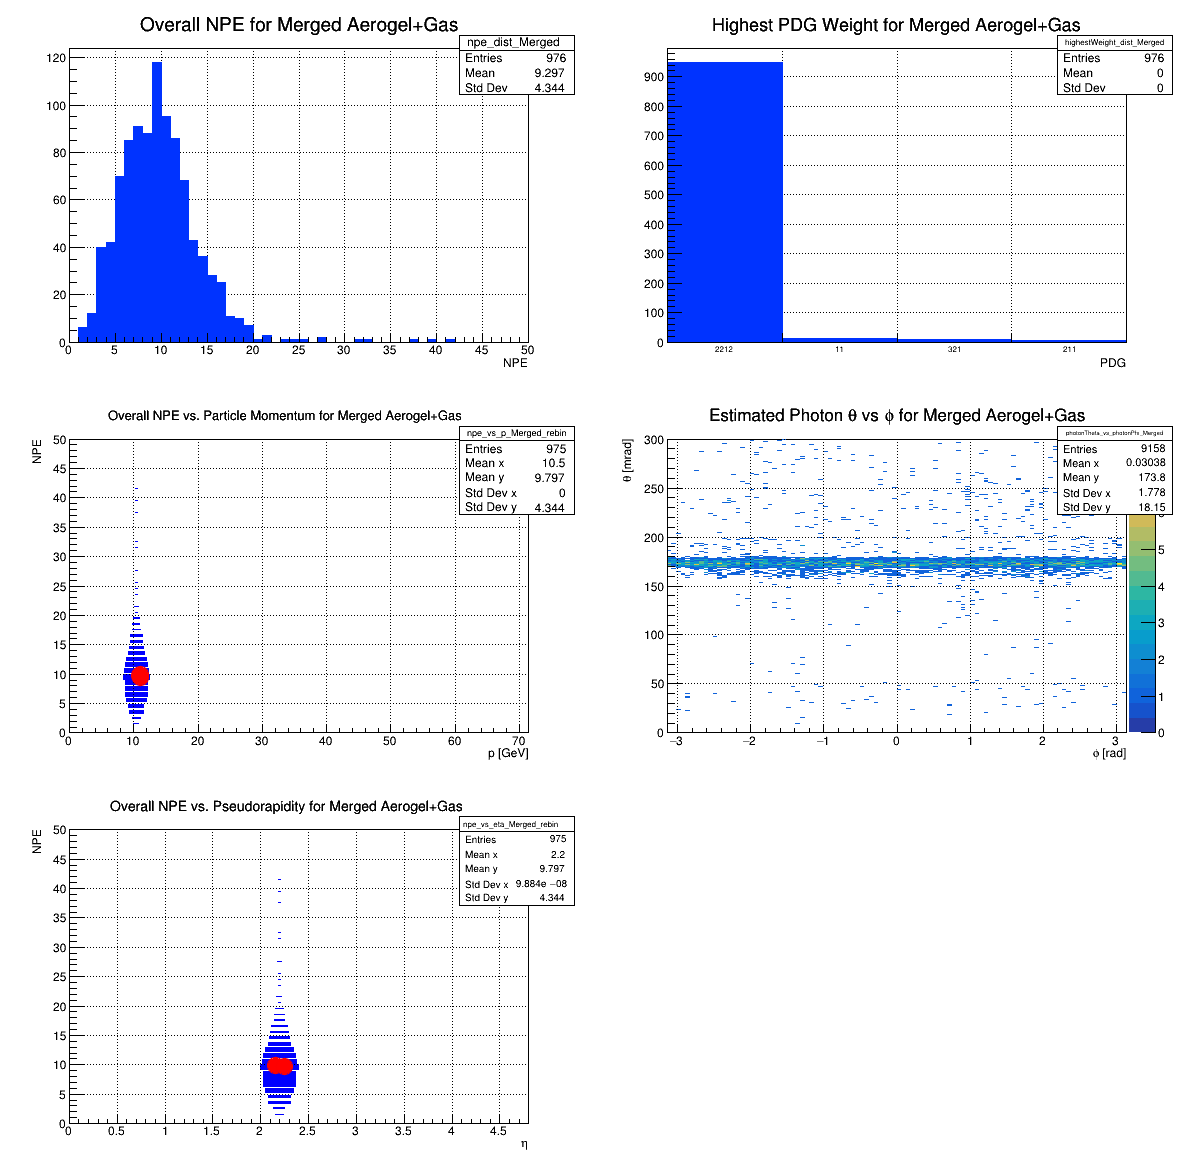 Overall NPE for Merged Aerogel+Gas
npe_dist_Merged
Entries 976
Mean 9.297
Std Dev 4.344
120
100
80
60
40
20
0
0 5 10 15 20 25 30 35 40 45 50
NPE
Highest PDG Weight for Merged Aerogel+Gas
highestWeight_dist_Merged
Entries 976
Mean 0
Std Dev 0
900
800
700
600
500
400
300
200
100
0
2212 11 321 211
PDG
Overall NPE vs. Particle Momentum for Merged Aerogel+Gas
npe_vs_p_Merged_rebin
Entries 975
Mean x 10.5
Mean y 9.797
Std Dev x 0
Std Dev y 4.344
NPE
50
45
40
35
30
25
20
15
10
5
0
0 10 20 30 40 50 60 70
p [GeV]
Estimated Photon θ vs ϕ for Merged Aerogel+Gas
photonTheta_vs_photonPhi_Merged
Entries 9158
Mean x 0.03038
Mean y 173.8
Std Dev x 1.778
Std Dev y 18.15
θ [mrad]
300
250
200
150
100
50
0
−3 −2 −1 0 1 2 3
ϕ [rad]
5
4
3
2
1
0
Overall NPE vs. Pseudorapidity for Merged Aerogel+Gas
npe_vs_eta_Merged_rebin
Entries 975
Mean x 2.2
Mean y 9.797
Std Dev x 9.884e −08
Std Dev y 4.344
NPE
50
45
40
35
30
25
20
15
10
5
0
0 0.5 1 1.5 2 2.5 3 3.5 4 4.5
η